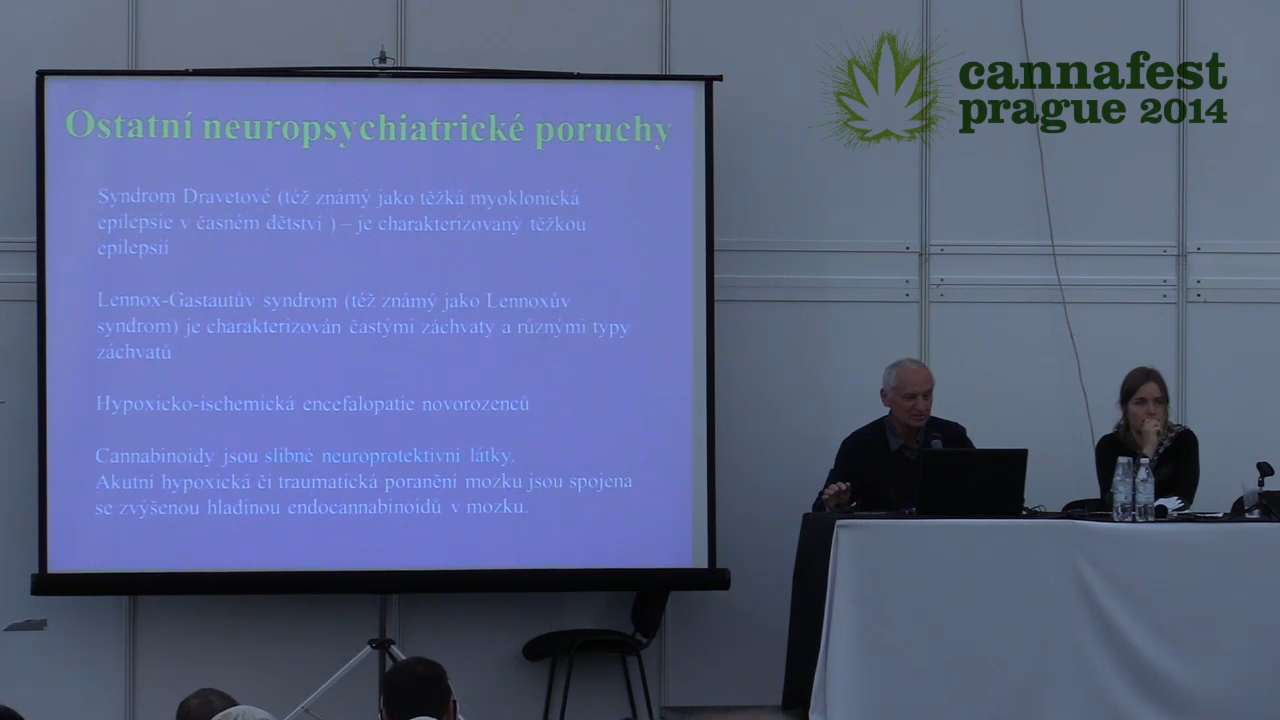 cannafest
prague 2014
Ostatní neuropsychiatrické poruchy
Syndrom Dravetové (též známý jako těžká myoklonická
epilepsie v časném dětství ) – je charakterizovaný těžkou
epilepsií
Lennox-Gastautův syndrom (též známý jako Lennoxův
syndrom) je charakterizován častými záchvaty a různými typy
záchvatů
Hypoxicko-ischemická encefalopatie novorozenců
Cannabinoidy jsou slibné neuroprotektivní látky.
Akutní hypoxická či traumatická poranění mozku jsou spojena
se zvýšenou hladinou endocannabinoidů v mozku.